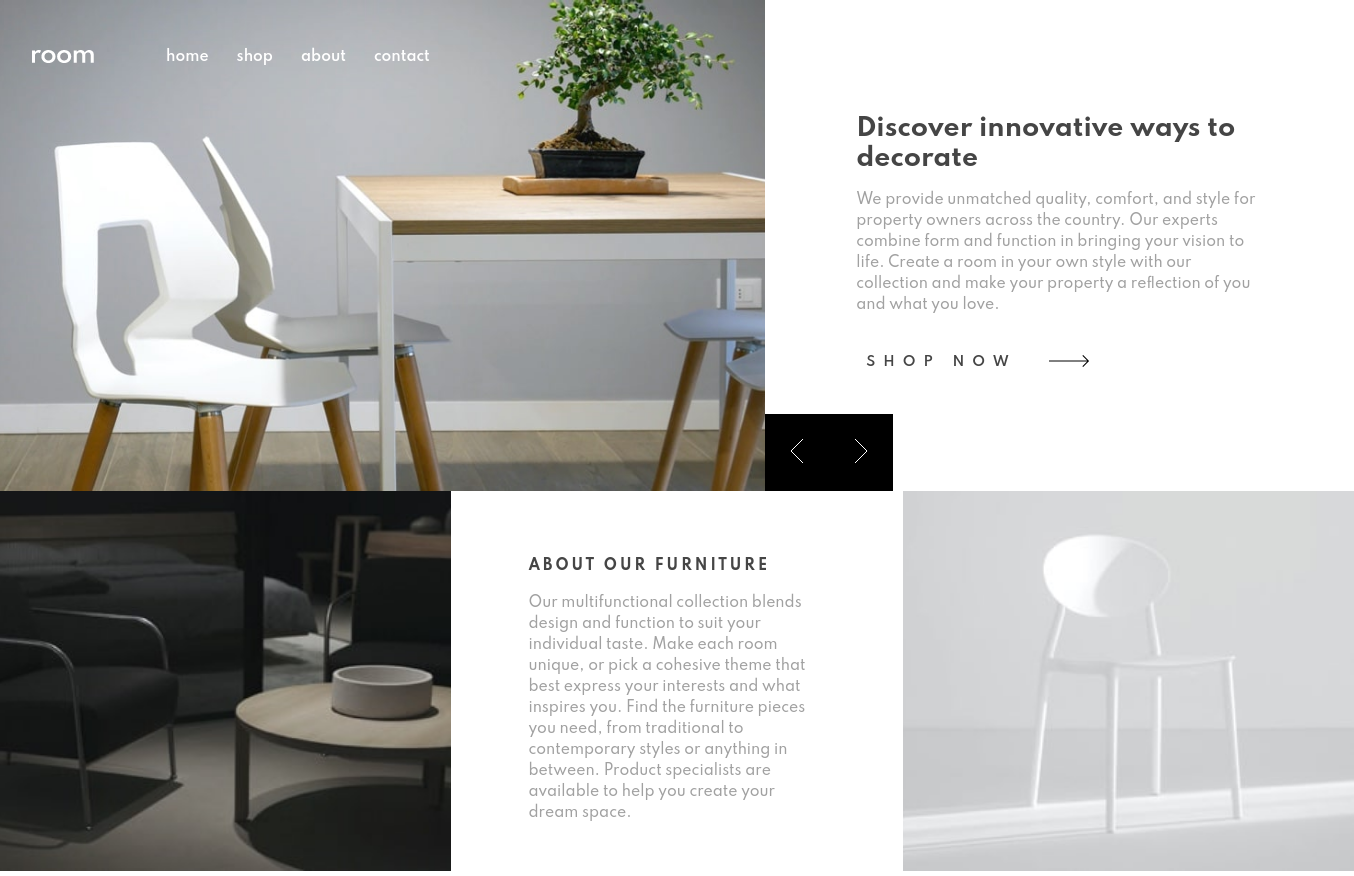 room
home shop about contact
Discover innovative ways to
decorate
We provide unmatched quality, comfort, and style for
property owners across the country. Our experts
combine form and function in bringing your vision to
life. Create a room in your own style with our
collection and make your property a reflection of you
and what you love.
SHOP NOW
ABOUT OUR FURNITURE
Our multifunctional collection blends
design and function to suit your
individual taste. Make each room
unique, or pick a cohesive theme that
best express your interests and what
inspires you. Find the furniture pieces
you need, from traditional to
contemporary styles or anything in
between. Product specialists are
available to help you create your
dream space.